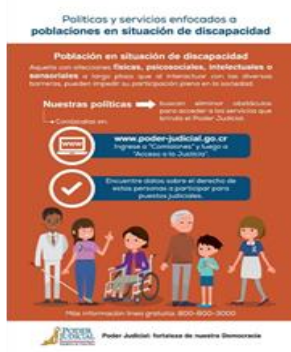 Políticas y servicios enfocados a
poblaciones en situación de discapacidad
Población en situación de discapacidad
Aquella con afecciones físicas, psicosociales, intelectuales o
sensoriales a largo plazo que al interactuar con las diversas
barreras, pueden impedir su participación plena en la sociedad.
Nuestras políticas
buscan eliminar obstáculos
para acceder a los servicios que
brinda el Poder Judicial.
Conózcalas en:
www.poder-judicial.go.cr
Ingrese a "Comisiones" y luego a
"Acceso a la Justicia".
Encuentre datos sobre el derecho de
estas personas a participar para
puestos judiciales.
Más información línea gratuita: 800-800-3000
PODER
JUDICIAL
Poder Judicial: fortaleza de nuestra Democracia